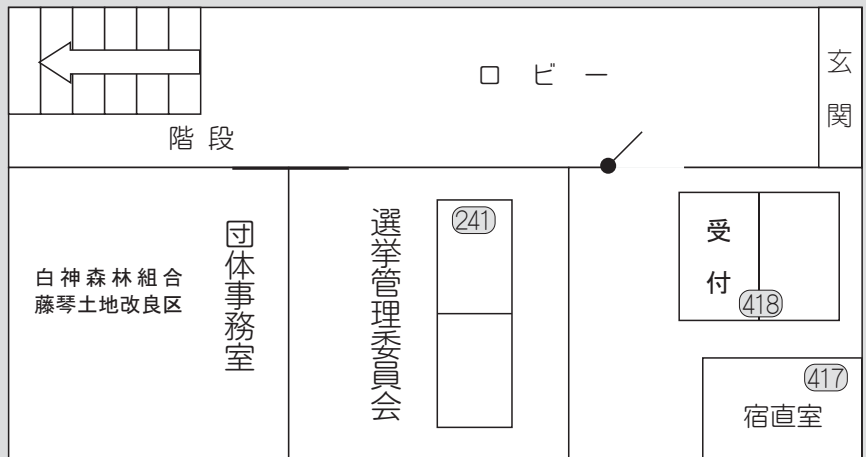 玄関
ロビー
階段
団体事務室
白神森林組合
藤琴土地改良区
選挙管理委員会
241
受付
418
417
宿直室